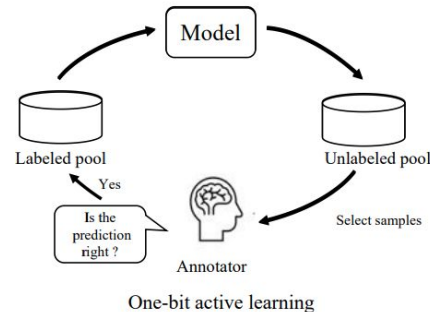 Model
Labeled pool
Unlabeled pool
Yes
Is the
prediction
right ?
Select samples
Annotator
One-bit active learning